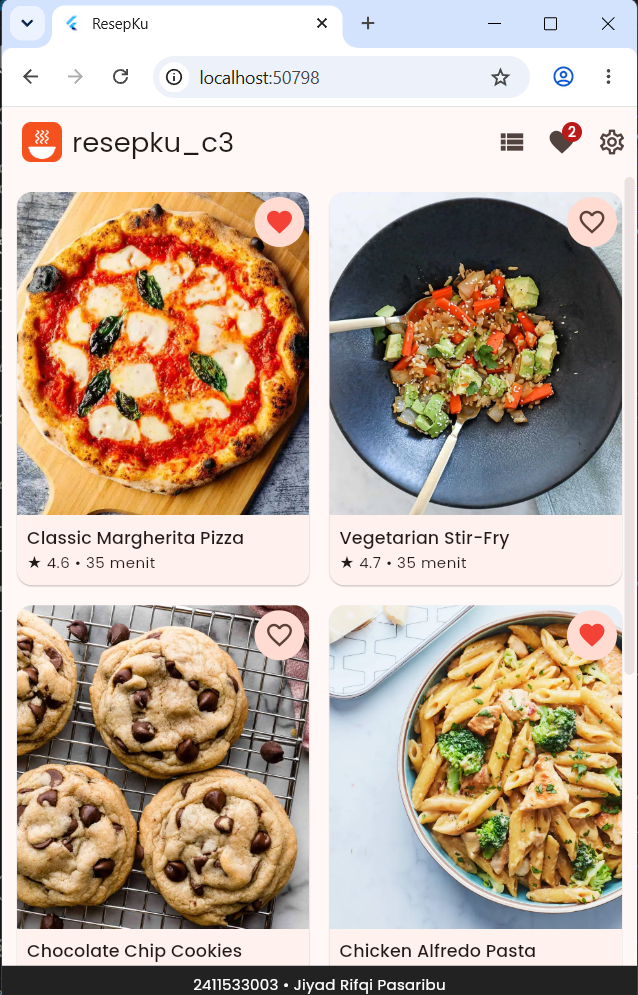 ResepKu
localhost:50798
resepku_c3
2
Classic Margherita Pizza
★ 4.6 • 35 menit
Vegetarian Stir-Fry
★ 4.7 • 35 menit
Chocolate Chip Cookies
Chicken Alfredo Pasta
2411533003 • Jiyad Rifqi Pasaribu